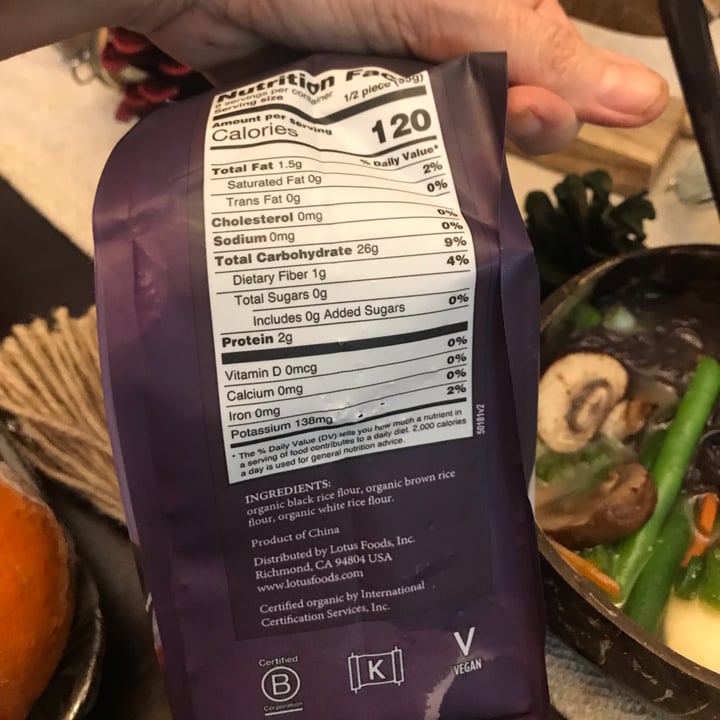 Nutrition Fac
servings per container
Serving size 1/2 piece (35g)
Amount per serving
Calories 120
% Daily Value*
Total Fat 1.5g 2%
Saturated Fat 0g 0%
Trans Fat 0g
Cholesterol 0mg 0%
Sodium 0mg 0%
Total Carbohydrate 26g 9%
Dietary Fiber 1g 4%
Total Sugars 0g
Includes 0g Added Sugars 0%
Protein 2g
Vitamin D 0mcg 0%
Calcium 0mg 0%
Iron 0mg 0%
Potassium 138mg 2%
* The % Daily Value (DV) tells you how much a nutrient in
a serving of food contributes to a daily diet. 2,000 calories
a day is used for general nutrition advice.
50181v2
INGREDIENTS:
organic black rice flour, organic brown rice
flour, organic white rice flour.
Product of China
Distributed by Lotus Foods, Inc.
Richmond, CA 94804 USA
www.lotusfoods.com
Certified organic by International
Certification Services, Inc.
Certified
B
Corporation
K
V
VEGAN